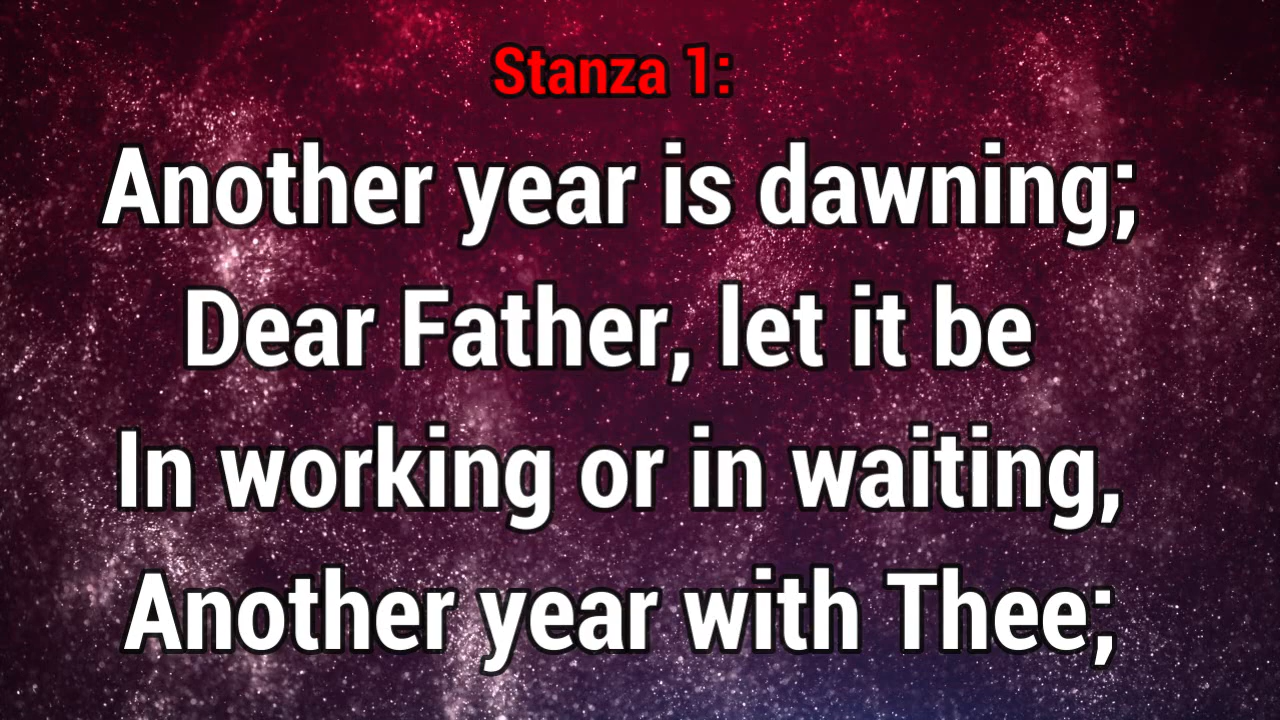 Stanza 1:
Another year is dawning;
Dear Father, let it be
In working or in waiting,
Another year with Thee;